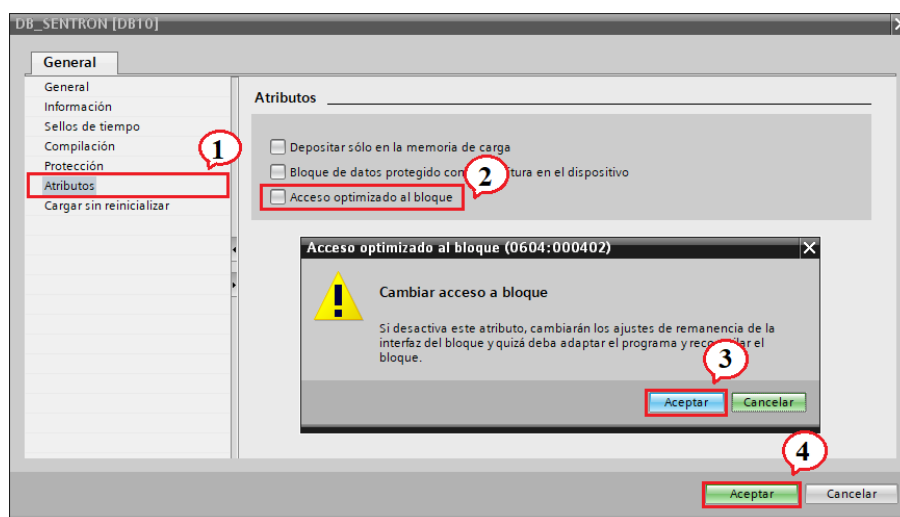 DB_SENTRON [DB10]
General
General
Información
Sellos de tiempo
Compilación
Protección
Atributos
Cargar sin reinicializar
1
Atributos
Depositar sólo en la memoria de carga
Bloque de datos protegido en el dispositivo
2
Acceso optimizado al bloque
Acceso optimizado al bloque (0604:000402)
Cambiar acceso a bloque
Si desactiva este atributo, cambiarán los ajustes de remanencia de la
interfaz del bloque y quizá deba adaptar el programa y el
bloque.
3
Aceptar Cancelar
4
Aceptar Cancelar